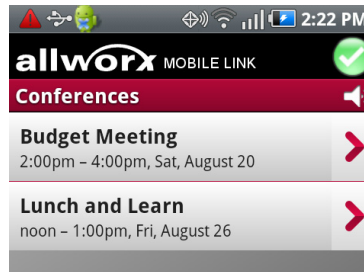 2:22 PM
allworx MOBILE LINK
Conferences
Budget Meeting
2:00pm – 4:00pm, Sat, August 20
Lunch and Learn
noon – 1:00pm, Fri, August 26